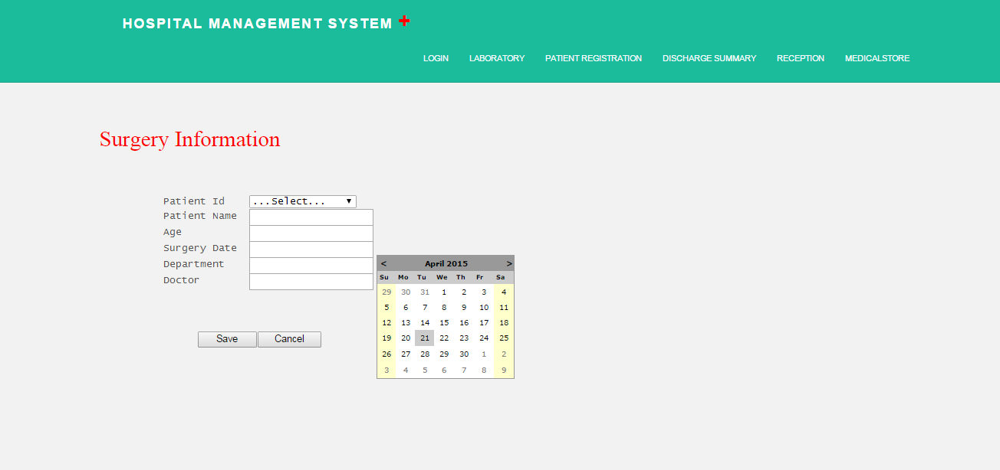 HOSPITAL MANAGEMENT SYSTEM +
LOGIN LABORATORY PATIENT REGISTRATION DISCHARGE SUMMARY RECEPTION MEDICALSTORE
Surgery Information
Patient Id ...Select...
Patient Name
Age
Surgery Date
Department
Doctor
< April 2015 >
Su Mo Tu We Th Fr Sa
29 30 31 1 2 3 4
5 6 7 8 9 10 11
12 13 14 15 16 17 18
19 20 21 22 23 24 25
26 27 28 29 30 1 2
3 4 5 6 7 8 9
Save Cancel